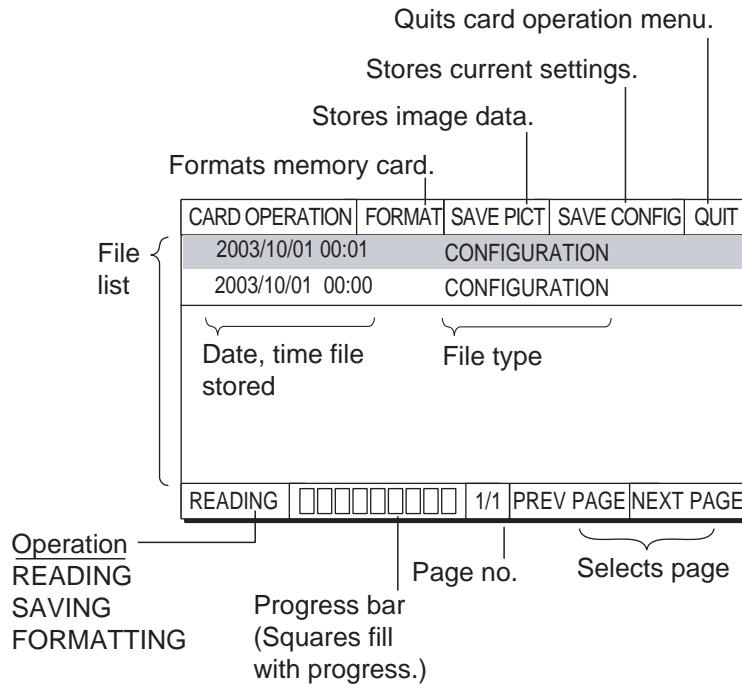 Quits card operation menu.
Stores current settings.
Stores image data.
Formats memory card.
CARD OPERATION FORMAT SAVE PICT SAVE CONFIG QUIT
File
list
2003/10/01 00:01 CONFIGURATION
2003/10/01 00:00 CONFIGURATION
Date, time file
stored
File type
READING 1/1 PREV PAGE NEXT PAGE
Operation
READING
SAVING
FORMATTING
Progress bar
(Squares fill
with progress.)
Page no.
Selects page